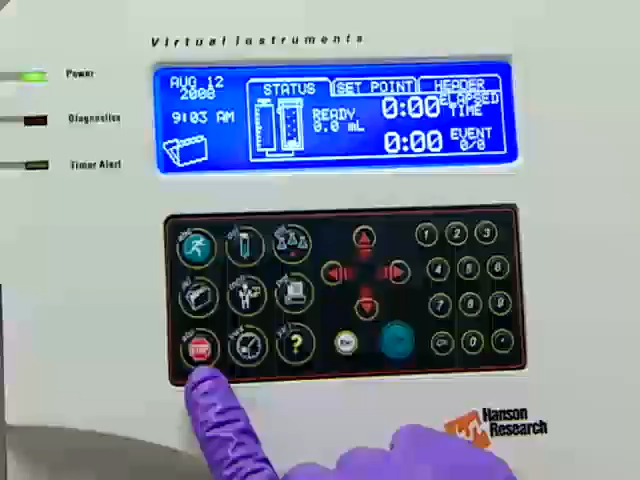 Virtual Instruments
Power
Diagnostics
Timer Alert
AUG 12
2008
9:03 AM
STATUS
SET POINT
HEADER
READY
0.0 mL
0:00 ELAPSED TIME
0:00 EVENT
0/0
1 2 3
4 5 6
7 8 9
0
STOP
?
Hanson
Research